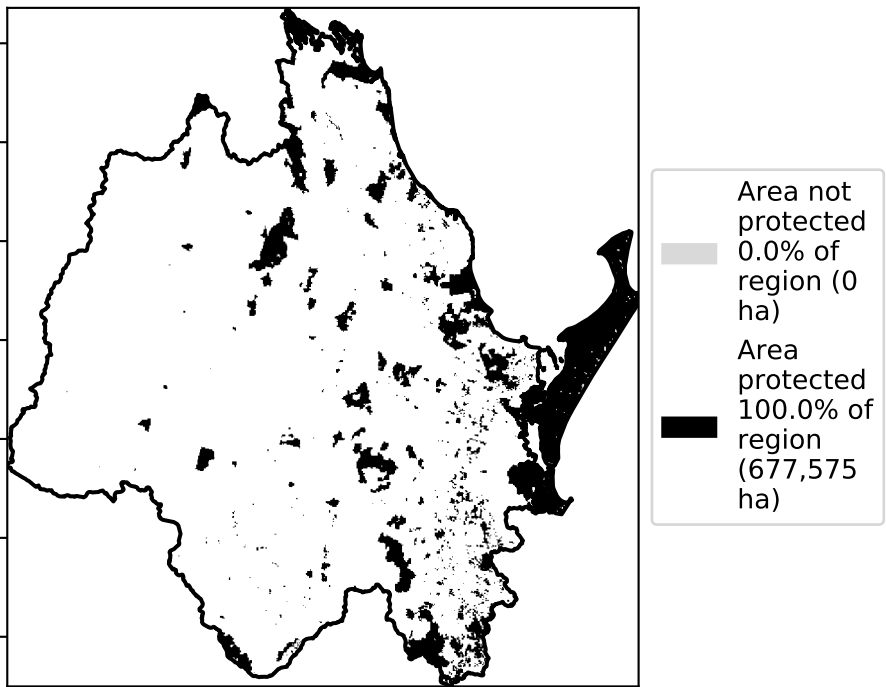 Area not
protected
0.0% of
region (0
ha)
Area
protected
100.0% of
region
(677,575
ha)